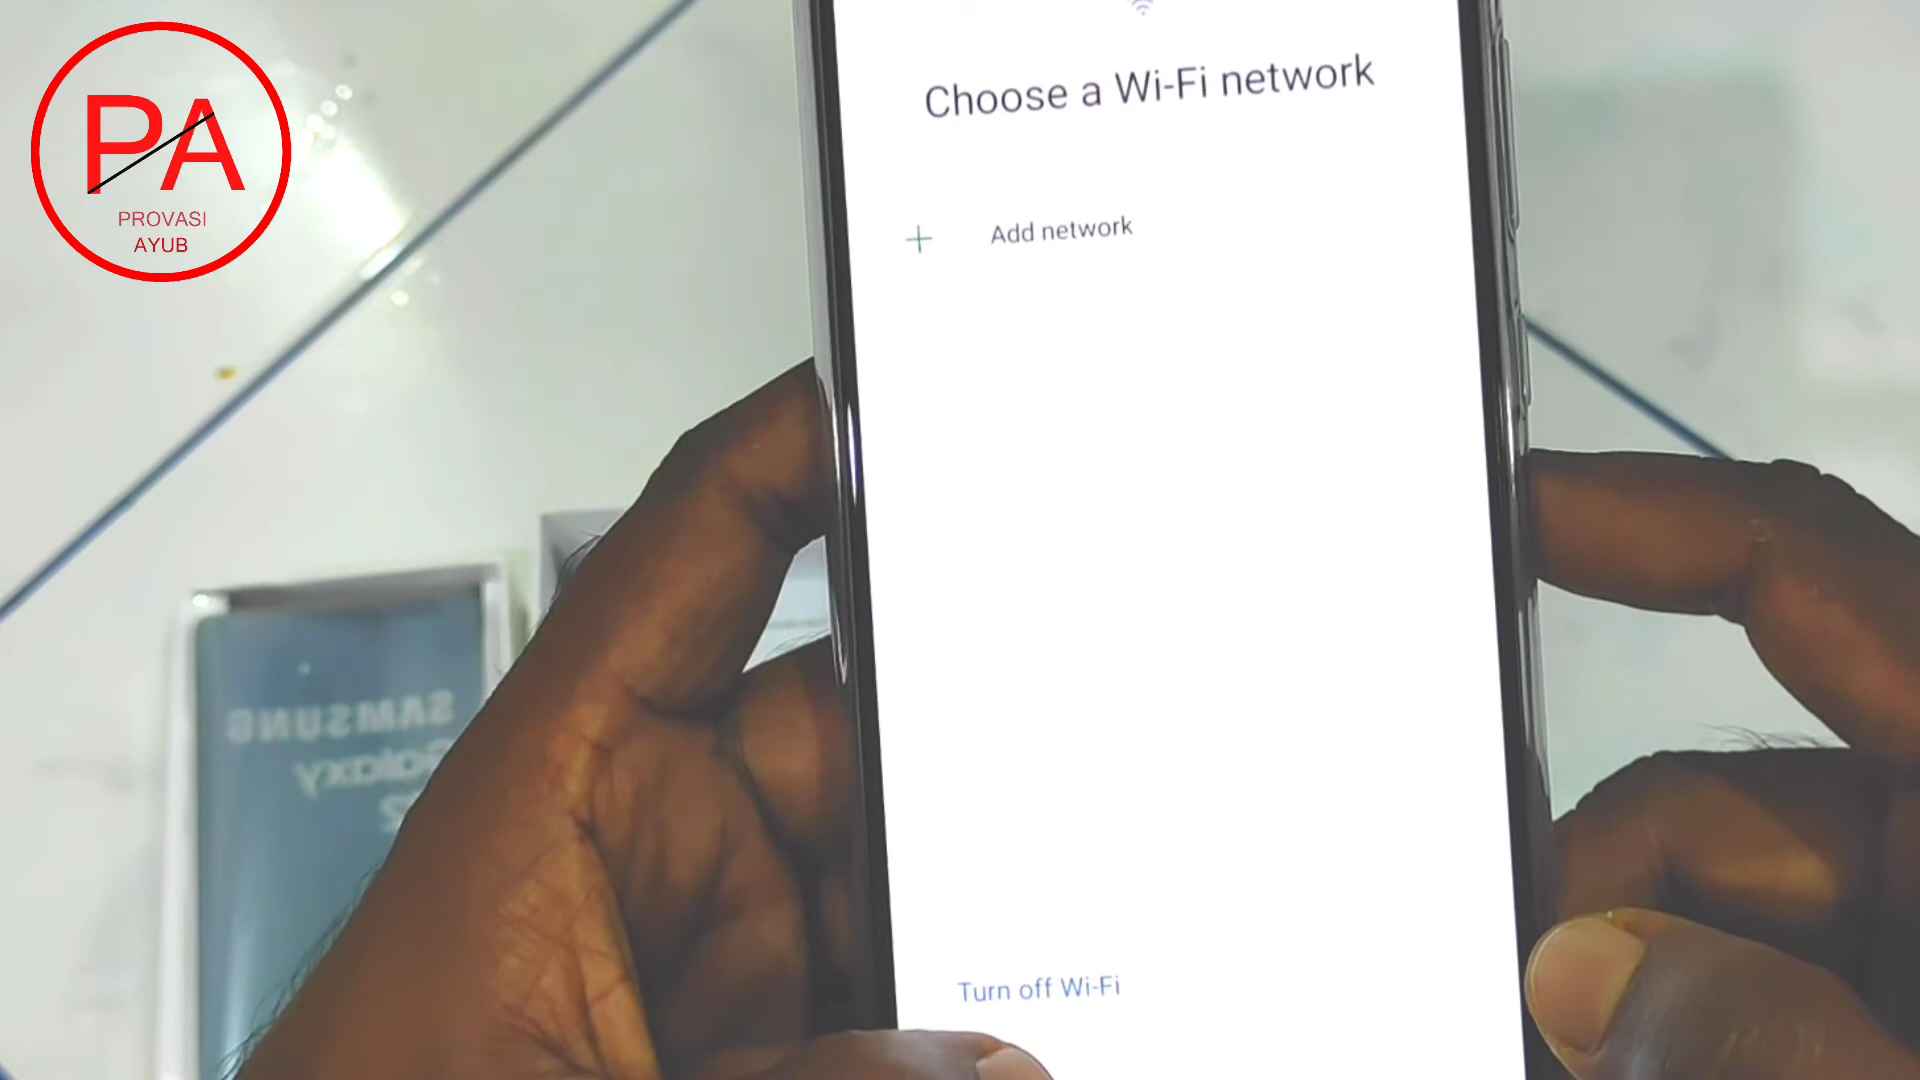 PA
PROVASI
AYUB
Choose a Wi-Fi network
Add network
SAMSUNG
Galaxy
Turn off Wi-Fi